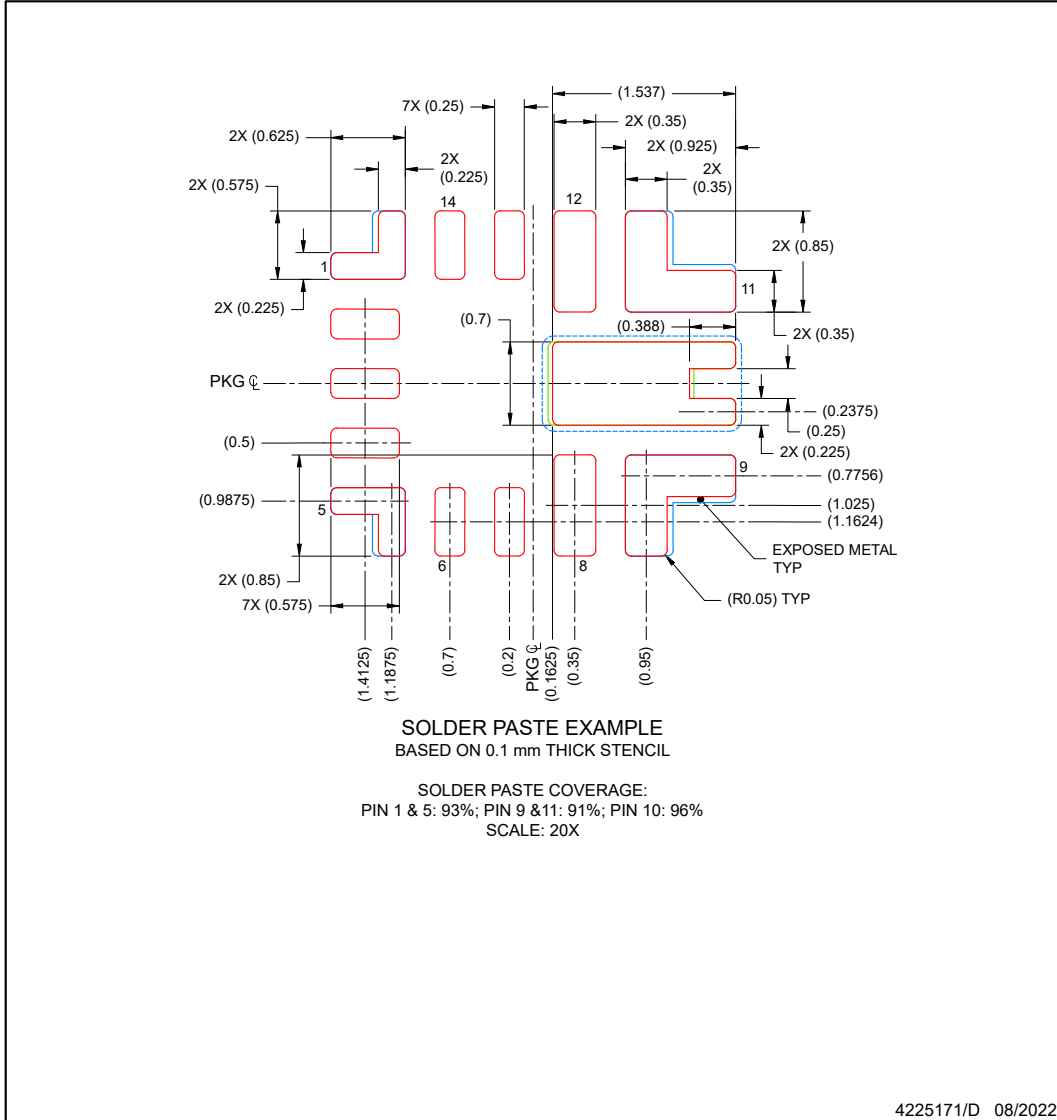 (1.537)
7X (0.25)
2X (0.35)
2X (0.625)
2X (0.925)
2X
(0.225)
2X
(0.35)
2X (0.575)
14
12
2X (0.85)
1
11
2X (0.225)
(0.7)
(0.388)
2X (0.35)
PKG ℄
(0.2375)
(0.25)
(0.5)
2X (0.225)
9
(0.7756)
(0.9875)
5
(1.025)
(1.1624)
EXPOSED METAL
TYP
6
8
2X (0.85)
(R0.05) TYP
7X (0.575)
(1.4125)
(1.1875)
(0.7)
(0.2)
PKG ℄
(0.1625)
(0.35)
(0.95)
SOLDER PASTE EXAMPLE
BASED ON 0.1 mm THICK STENCIL
SOLDER PASTE COVERAGE:
PIN 1 & 5: 93%; PIN 9 &11: 91%; PIN 10: 96%
SCALE: 20X
4225171/D 08/2022